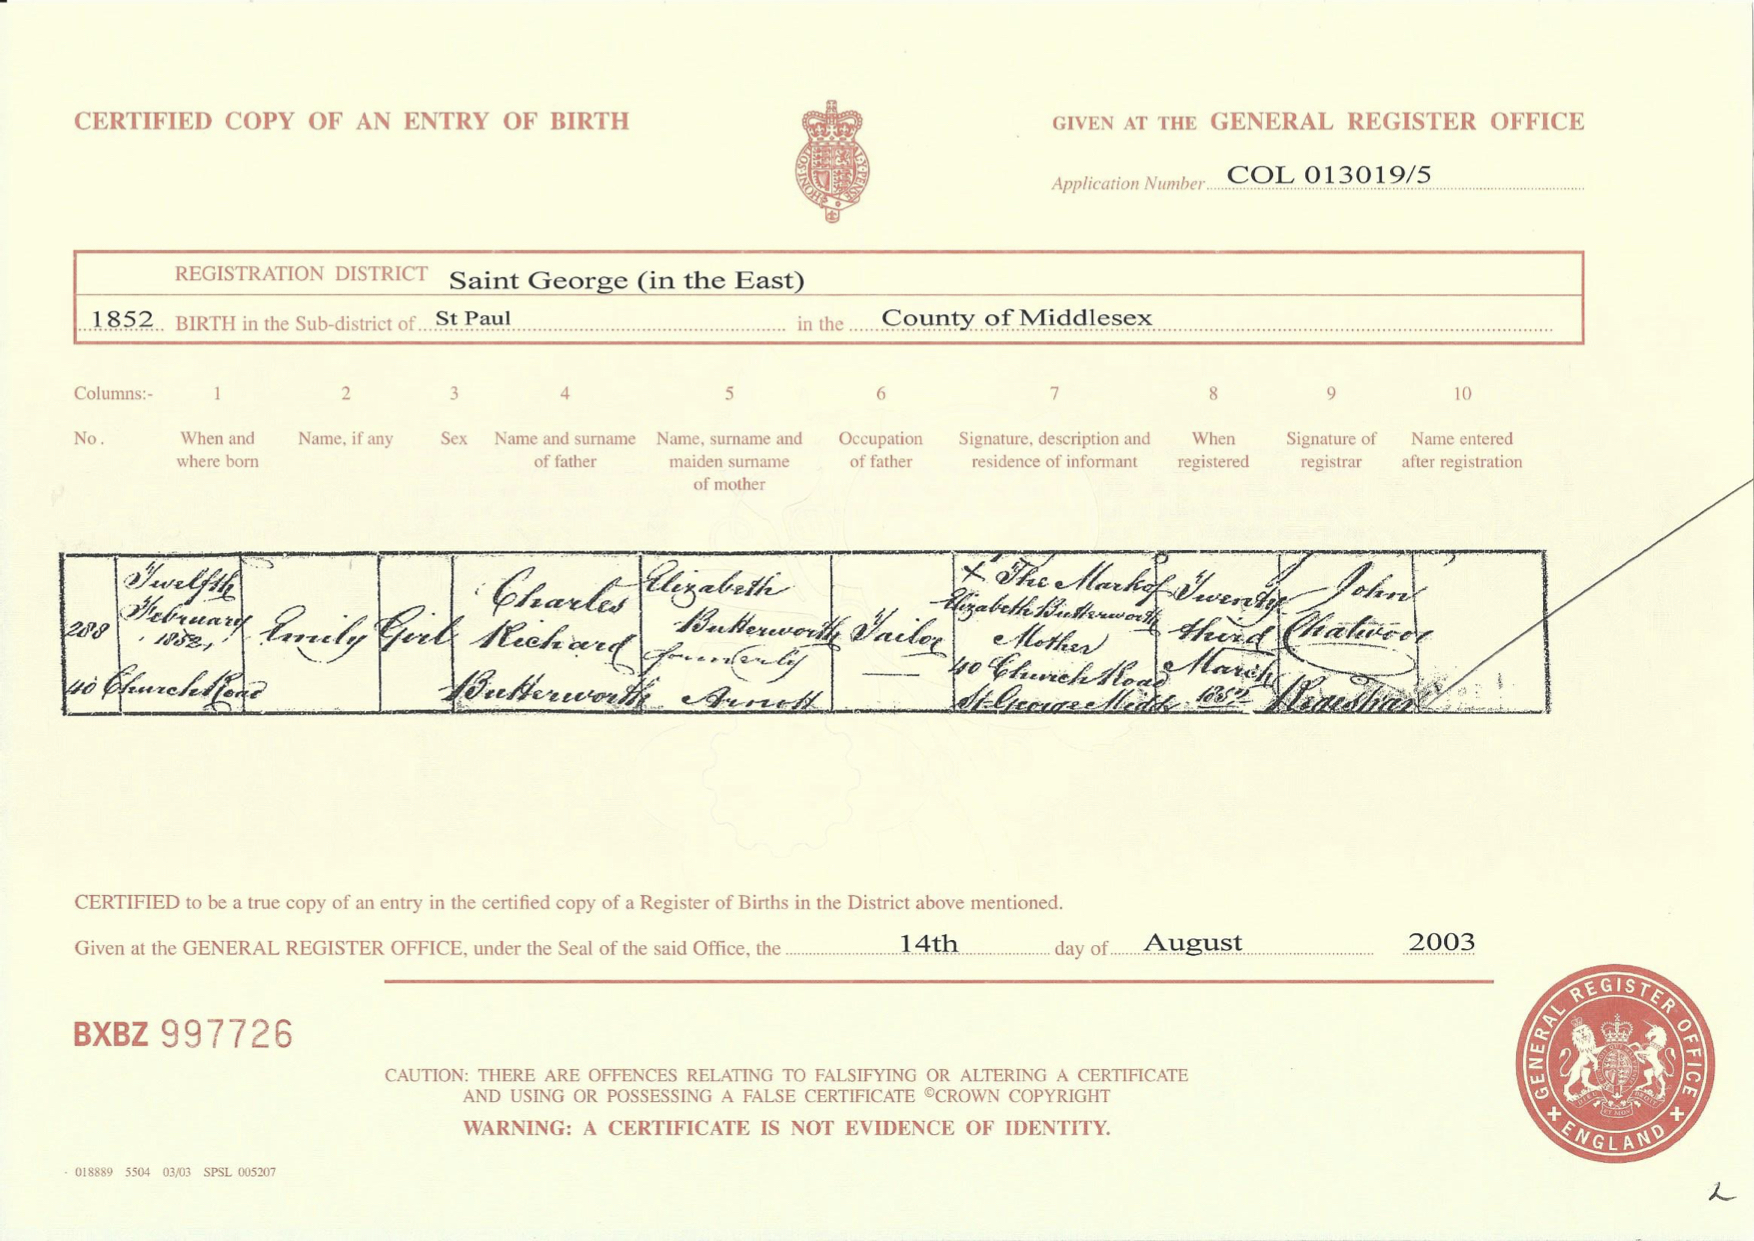 CERTIFIED COPY OF AN ENTRY OF BIRTH
GIVEN AT THE GENERAL REGISTER OFFICE
Application Number COL 013019/5
REGISTRATION DISTRICT Saint George (in the East)
1852 BIRTH in the Sub-district of St Paul in the County of Middlesex
Columns:- 1 2 3 4 5 6 7 8 9 10
No. When and where born Name, if any Sex Name and surname of father Name, surname and maiden surname of mother Occupation of father Signature, description and residence of informant When registered Signature of registrar Name entered after registration
288
Twelfth
February
1852,
40 Church Road
Emily
Girl
Charles
Richard
Butterworth
Elizabeth
Butterworth
formerly
Arnott
Tailor
X The Mark of
Elizabeth Butterworth
Mother
40 Church Road
St George Midd
Twenty
third
March
1852
John
Chatwood
Registrar
CERTIFIED to be a true copy of an entry in the certified copy of a Register of Births in the District above mentioned.
Given at the GENERAL REGISTER OFFICE, under the Seal of the said Office, the 14th day of August 2003
BXBZ 997726
CAUTION: THERE ARE OFFENCES RELATING TO FALSIFYING OR ALTERING A CERTIFICATE
AND USING OR POSSESSING A FALSE CERTIFICATE ©CROWN COPYRIGHT
WARNING: A CERTIFICATE IS NOT EVIDENCE OF IDENTITY.
GENERAL REGISTER OFFICE
ENGLAND
018889 5504 03/03 SPSL 005207